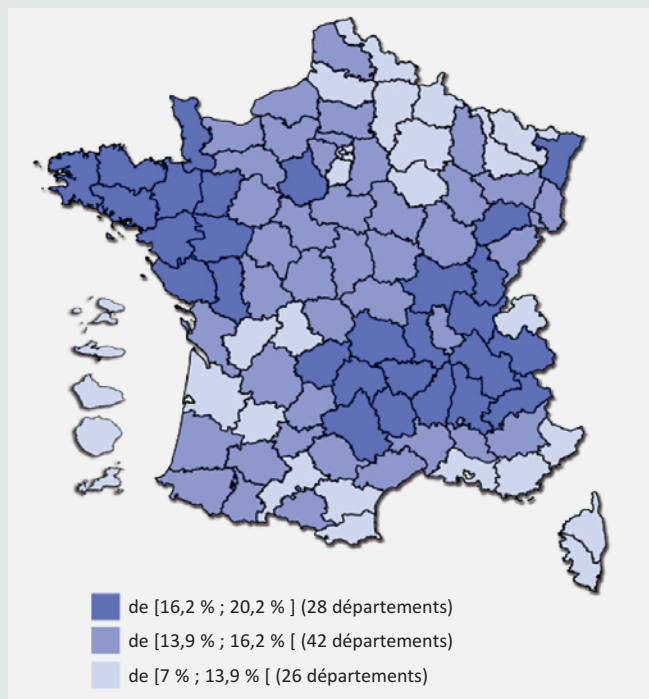 de [16,2 % ; 20,2 % ] (28 départements)
de [13,9 % ; 16,2 % [ (42 départements)
de [7 % ; 13,9 % [ (26 départements)